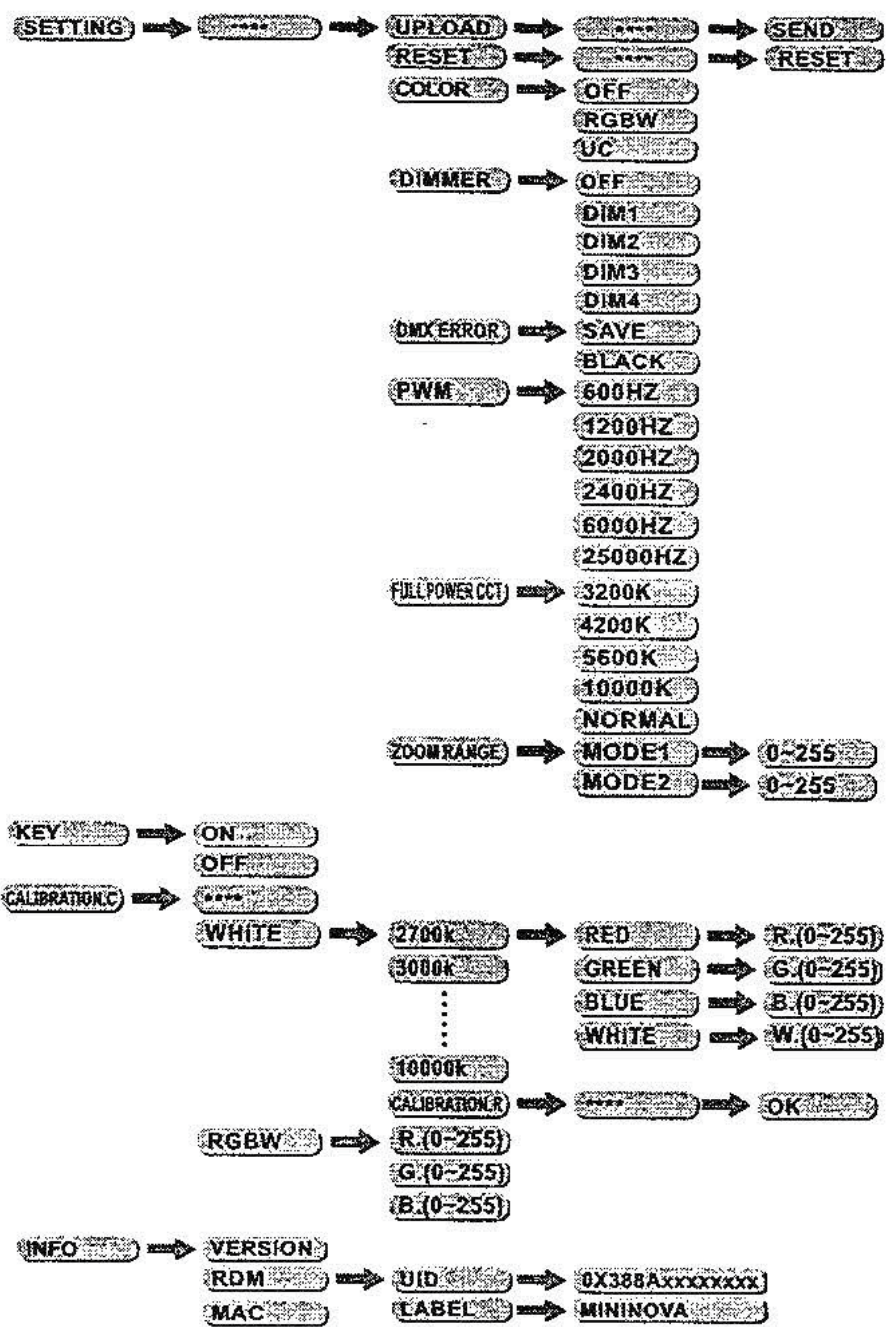 SETTING **** UPLOAD **** SEND
RESET **** RESET
COLOR OFF
RGBW
UC
DIMMER OFF
DIM1
DIM2
DIM3
DIM4
DMX ERROR SAVE
BLACK
PWM 600HZ
1200HZ
2000HZ
2400HZ
6000HZ
25000HZ
FULL POWER CCT 3200K
4200K
5600K
10000K
NORMAL
ZOOM RANGE MODE1 0~255
MODE2 0~255
KEY ON
OFF
CALIBRATION.C ****
WHITE 2700k RED R.(0~255)
3000k GREEN G.(0~255)
BLUE B.(0~255)
WHITE W.(0~255)
10000k
CALIBRATION.R **** OK
RGBW R.(0~255)
G.(0~255)
B.(0~255)
INFO VERSION
RDM UID 0X388Axxxxxxxx
MAC LABEL MININOVA